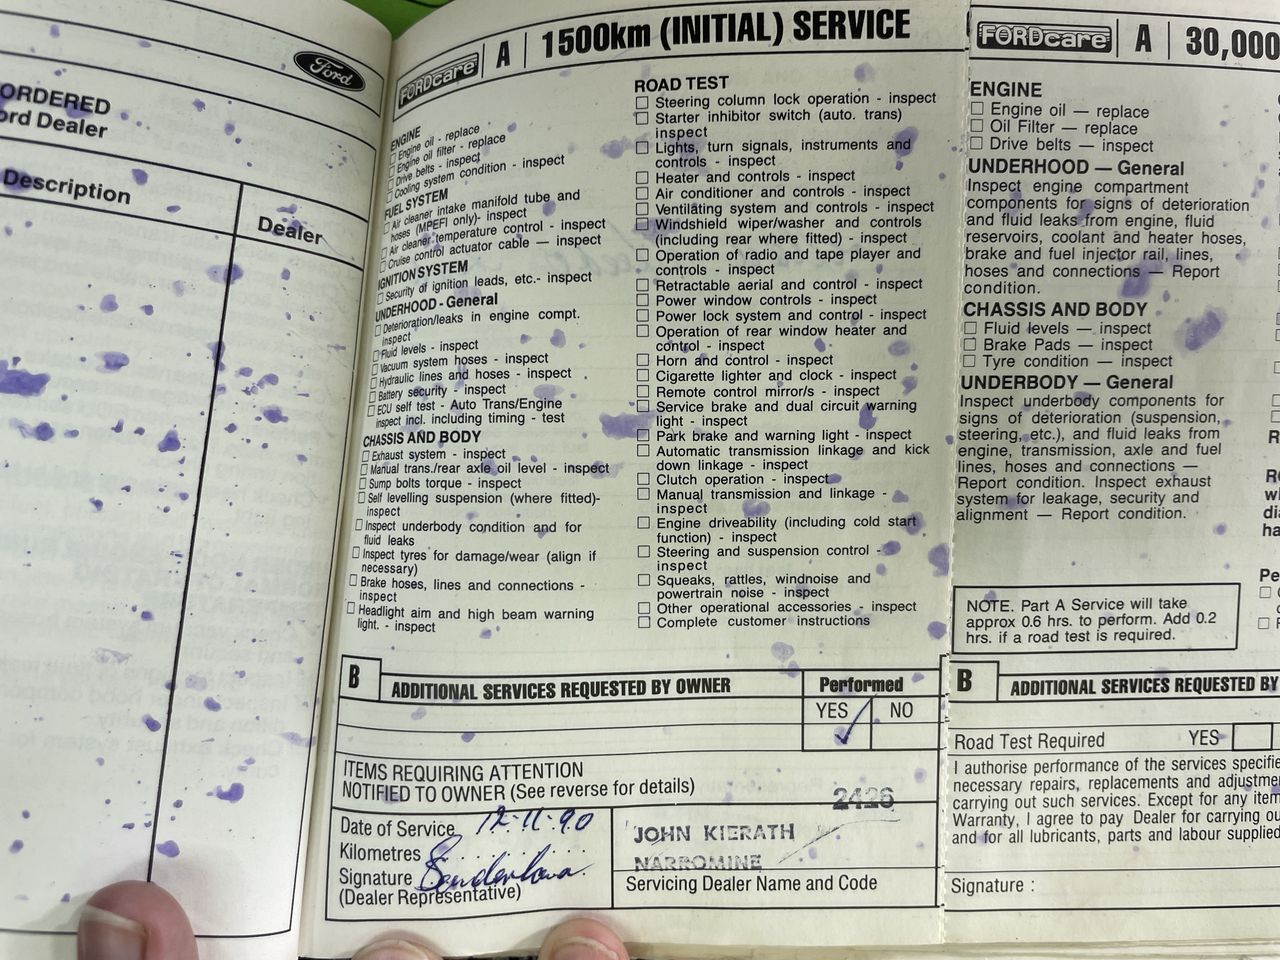 Ford
ORDERED
ord Dealer
Description
Dealer
FORDcare A 1500km (INITIAL) SERVICE
ENGINE
Engine oil - replace
Engine oil filter - replace
Drive belts - inspect
Cooling system condition - inspect
FUEL SYSTEM
Air cleaner intake manifold tube and
hoses (MPEFI only)- inspect
Air cleaner temperature control - inspect
Cruise control actuator cable — inspect
IGNITION SYSTEM
Security of ignition leads, etc.- inspect
UNDERHOOD - General
Deterioration/leaks in engine compt.
inspect
Fluid levels - inspect
Vacuum system hoses - inspect
Hydraulic lines and hoses - inspect
Battery security - inspect
ECU self test - Auto Trans/Engine
inspect incl. including timing - test
CHASSIS AND BODY
Exhaust system - inspect
Manual trans./rear axle oil level - inspect
Sump bolts torque - inspect
Self levelling suspension (where fitted)-
inspect
Inspect underbody condition and for
fluid leaks
Inspect tyres for damage/wear (align if
necessary)
Brake hoses, lines and connections -
inspect
Headlight aim and high beam warning
light. - inspect
ROAD TEST
Steering column lock operation - inspect
Starter inhibitor switch (auto. trans)
inspect
Lights, turn signals, instruments and
controls - inspect
Heater and controls - inspect
Air conditioner and controls - inspect
Ventilating system and controls - inspect
Windshield wiper/washer and controls
(including rear where fitted) - inspect
Operation of radio and tape player and
controls - inspect
Retractable aerial and control - inspect
Power window controls - inspect
Power lock system and control - inspect
Operation of rear window heater and
control - inspect
Horn and control - inspect
Cigarette lighter and clock - inspect
Remote control mirror/s - inspect
Service brake and dual circuit warning
light - inspect
Park brake and warning light - inspect
Automatic transmission linkage and kick
down linkage - inspect
Clutch operation - inspect
Manual transmission and linkage -
inspect
Engine driveability (including cold start
function) - inspect
Steering and suspension control -
inspect
Squeaks, rattles, windnoise and
powertrain noise - inspect
Other operational accessories - inspect
Complete customer instructions
B ADDITIONAL SERVICES REQUESTED BY OWNER
Performed
YES NO
ITEMS REQUIRING ATTENTION
NOTIFIED TO OWNER (See reverse for details)
2426
Date of Service 12-11-90
Kilometres
Signature
(Dealer Representative)
JOHN KIERATH
NARROMINE
Servicing Dealer Name and Code
FORDcare A 30,000
ENGINE
Engine oil — replace
Oil Filter — replace
Drive belts — inspect
UNDERHOOD — General
Inspect engine compartment
components for signs of deterioration
and fluid leaks from engine, fluid
reservoirs, coolant and heater hoses,
brake and fuel injector rail, lines,
hoses and connections — Report
condition.
CHASSIS AND BODY
Fluid levels — inspect
Brake Pads — inspect
Tyre condition — inspect
UNDERBODY — General
Inspect underbody components for
signs of deterioration (suspension,
steering, etc.), and fluid leaks from
engine, transmission, axle and fuel
lines, hoses and connections —
Report condition. Inspect exhaust
system for leakage, security and
alignment — Report condition.
NOTE. Part A Service will take
approx 0.6 hrs. to perform. Add 0.2
hrs. if a road test is required.
B ADDITIONAL SERVICES REQUESTED BY
Road Test Required YES
I authorise performance of the services specifie
necessary repairs, replacements and adjustme
carrying out such services. Except for any item
Warranty, I agree to pay Dealer for carrying ou
and for all lubricants, parts and labour supplied
Signature :